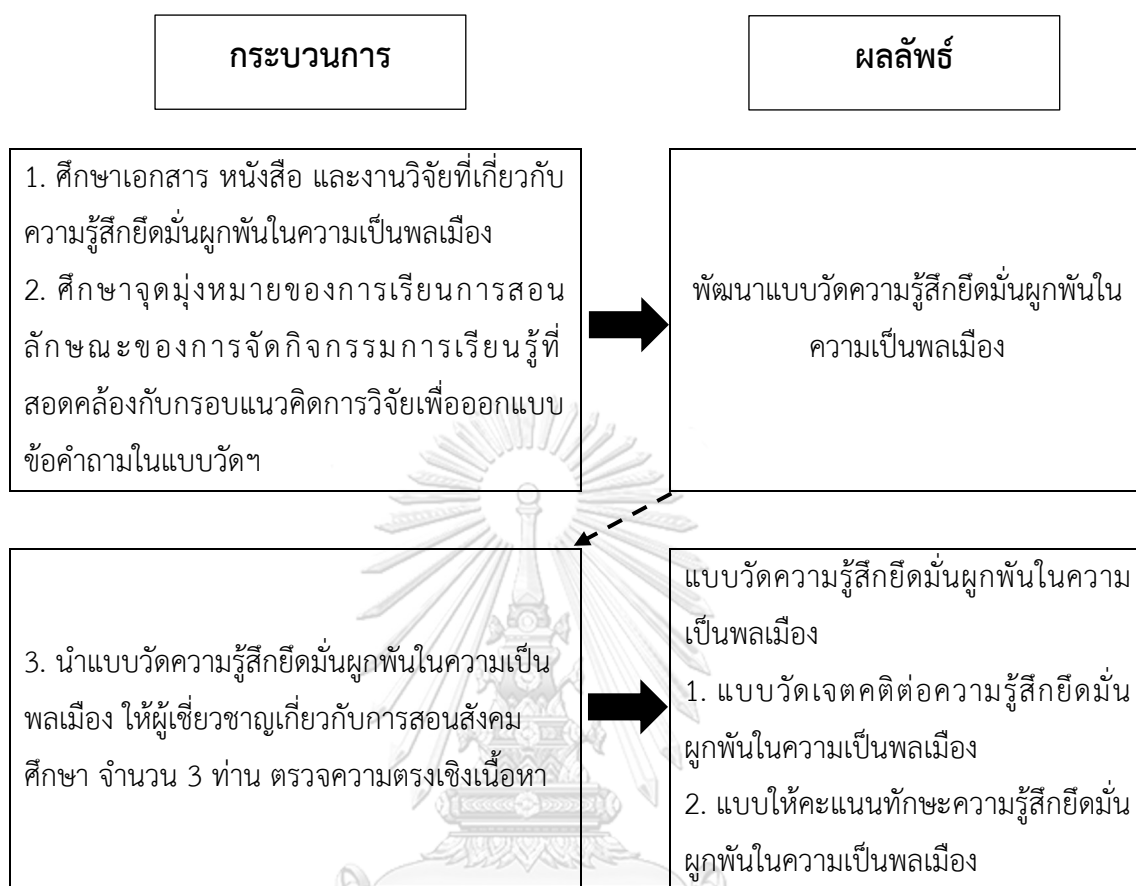 กระบวนการ
ผลลัพธ์
1. ศึกษาเอกสาร หนังสือ และงานวิจัยที่เกี่ยวกับ
ความรู้สึกยึดมั่นผูกพันในความเป็นพลเมือง
2. ศึกษาจุดมุ่งหมายของการเรียนการสอน
ลักษณะของการจัดกิจกรรมการเรียนรู้ที่
สอดคล้องกับกรอบแนวคิดการวิจัยเพื่อออกแบบ
ข้อคำถามในแบบวัดฯ
พัฒนาแบบวัดความรู้สึกยึดมั่นผูกพันใน
ความเป็นพลเมือง
3. นำแบบวัดความรู้สึกยึดมั่นผูกพันในความเป็น
พลเมือง ให้ผู้เชี่ยวชาญเกี่ยวกับการสอนสังคม
ศึกษา จำนวน 3 ท่าน ตรวจความตรงเชิงเนื้อหา
แบบวัดความรู้สึกยึดมั่นผูกพันในความ
เป็นพลเมือง
1. แบบวัดเจตคติต่อความรู้สึกยึดมั่น
ผูกพันในความเป็นพลเมือง
2. แบบให้คะแนนทักษะความรู้สึกยึดมั่น
ผูกพันในความเป็นพลเมือง